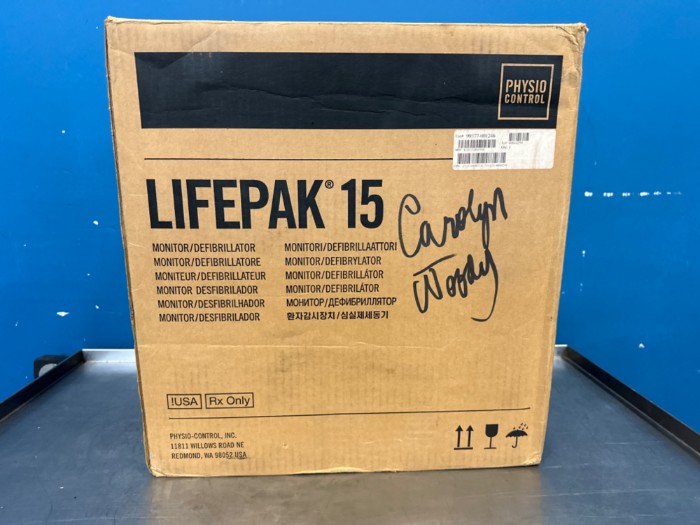 PHYSIO
CONTROL
LIFEPAK® 15
MONITOR/DEFIBRILLATOR
MONITOR/DEFIBRILLATORE
MONITEUR/DEFIBRILLATEUR
MONITOR DESFIBRILADOR
MONITOR/DESFIBRILHADOR
MONITOR/DESFIBRILADOR
MONITORI/DEFIBRILAATTORI
MONITOR/DEFIBRYLATOR
MONITOR/DEFIBRILLÁTOR
MONITOR/DEFIBRILÁTOR
МОНИТОР/ДЕФИБРИЛЛЯТОР
환자감시장치/심실제세동기
Carolyn
Woody
!USA Rx Only
PHYSIO-CONTROL, INC.
11811 WILLOWS ROAD NE
REDMOND, WA 98052 USA